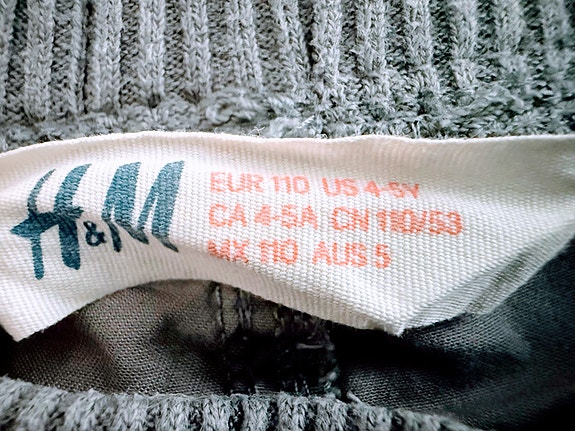 H&M
EUR 110 US 4-5Y
CA 4-5A CN 110/53
MX 110 AUS 5